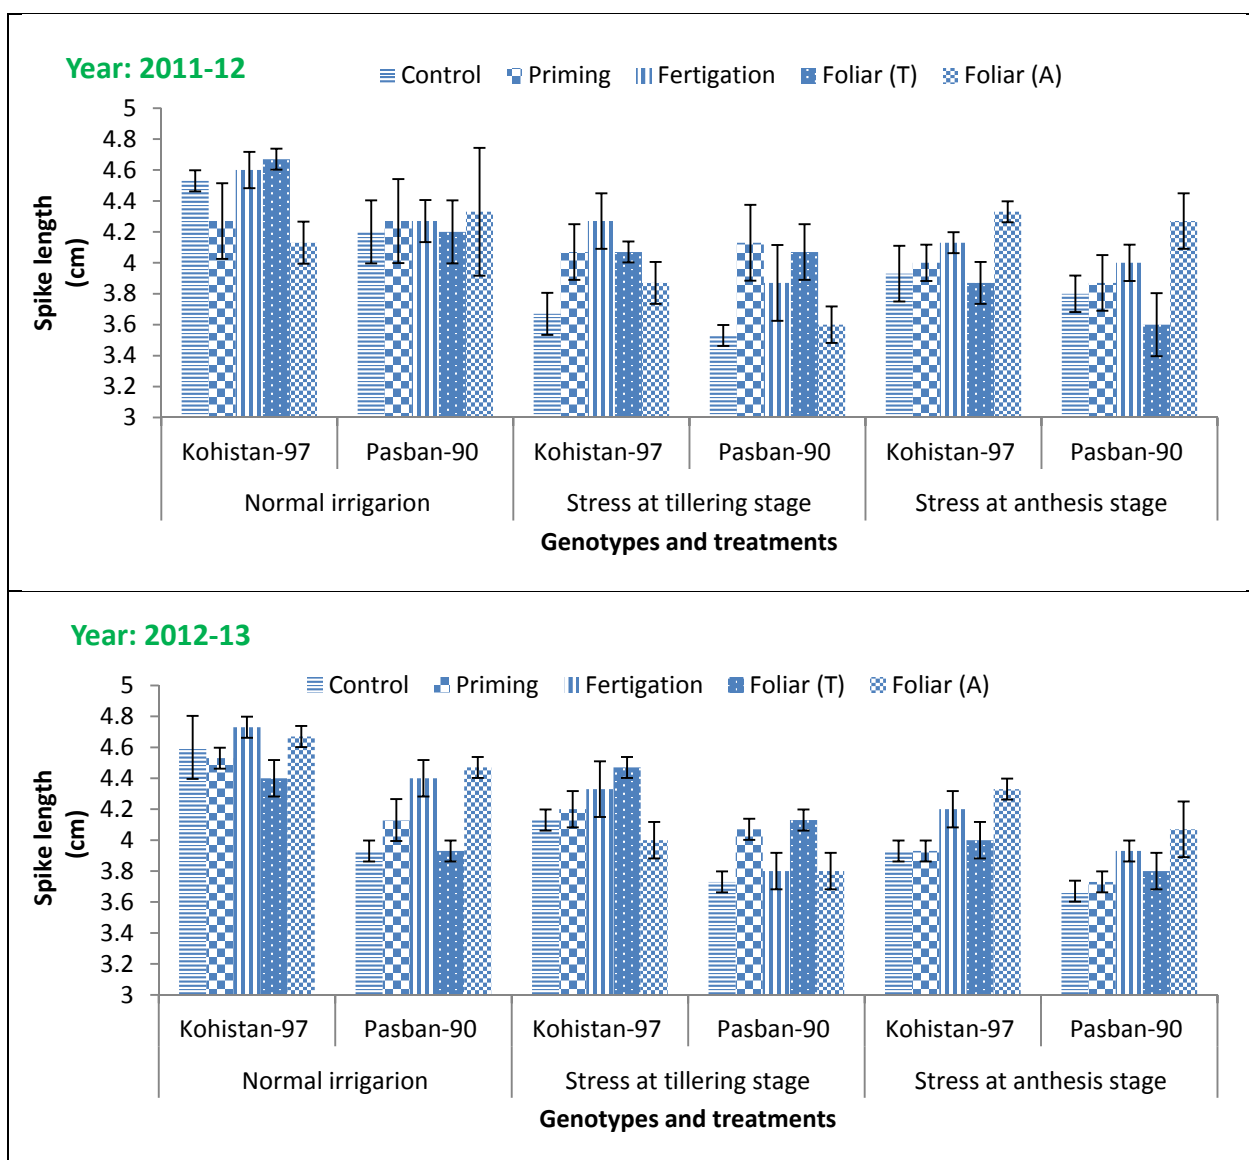 Year: 2011-12
Control Priming Fertigation Foliar (T) Foliar (A)
Spike length
(cm)
5
4.8
4.6
4.4
4.2
4
3.8
3.6
3.4
3.2
3
Kohistan-97 Pasban-90 Kohistan-97 Pasban-90 Kohistan-97 Pasban-90
Normal irrigarion Stress at tillering stage Stress at anthesis stage
Genotypes and treatments
Year: 2012-13
Control Priming Fertigation Foliar (T) Foliar (A)
Spike length
(cm)
5
4.8
4.6
4.4
4.2
4
3.8
3.6
3.4
3.2
3
Kohistan-97 Pasban-90 Kohistan-97 Pasban-90 Kohistan-97 Pasban-90
Normal irrigarion Stress at tillering stage Stress at anthesis stage
Genotypes and treatments